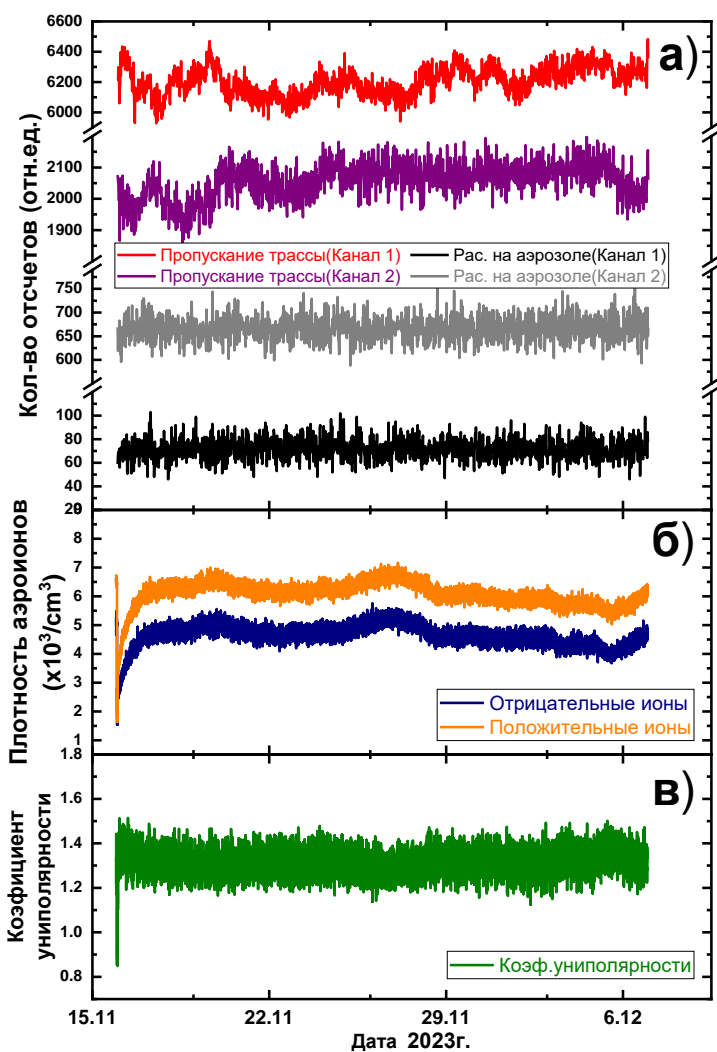 а)
Кол-во отсчетов (отн.ед.)
6600
6400
6200
6000
2100
2000
1900
Пропускание трассы(Канал 1)
Рас. на аэрозоле(Канал 1)
Пропускание трассы(Канал 2)
Рас. на аэрозоле(Канал 2)
750
700
650
600
100
80
60
40
20
б)
Плотность аэроионов
(x10³/cm⁻³)
9
8
7
6
5
4
3
2
1
Отрицательные ионы
Положительные ионы
в)
Коэфициент
униполярности
1.8
1.6
1.4
1.2
1.0
0.8
Коэф.униполярности
15.11
22.11
29.11
6.12
Дата 2023г.